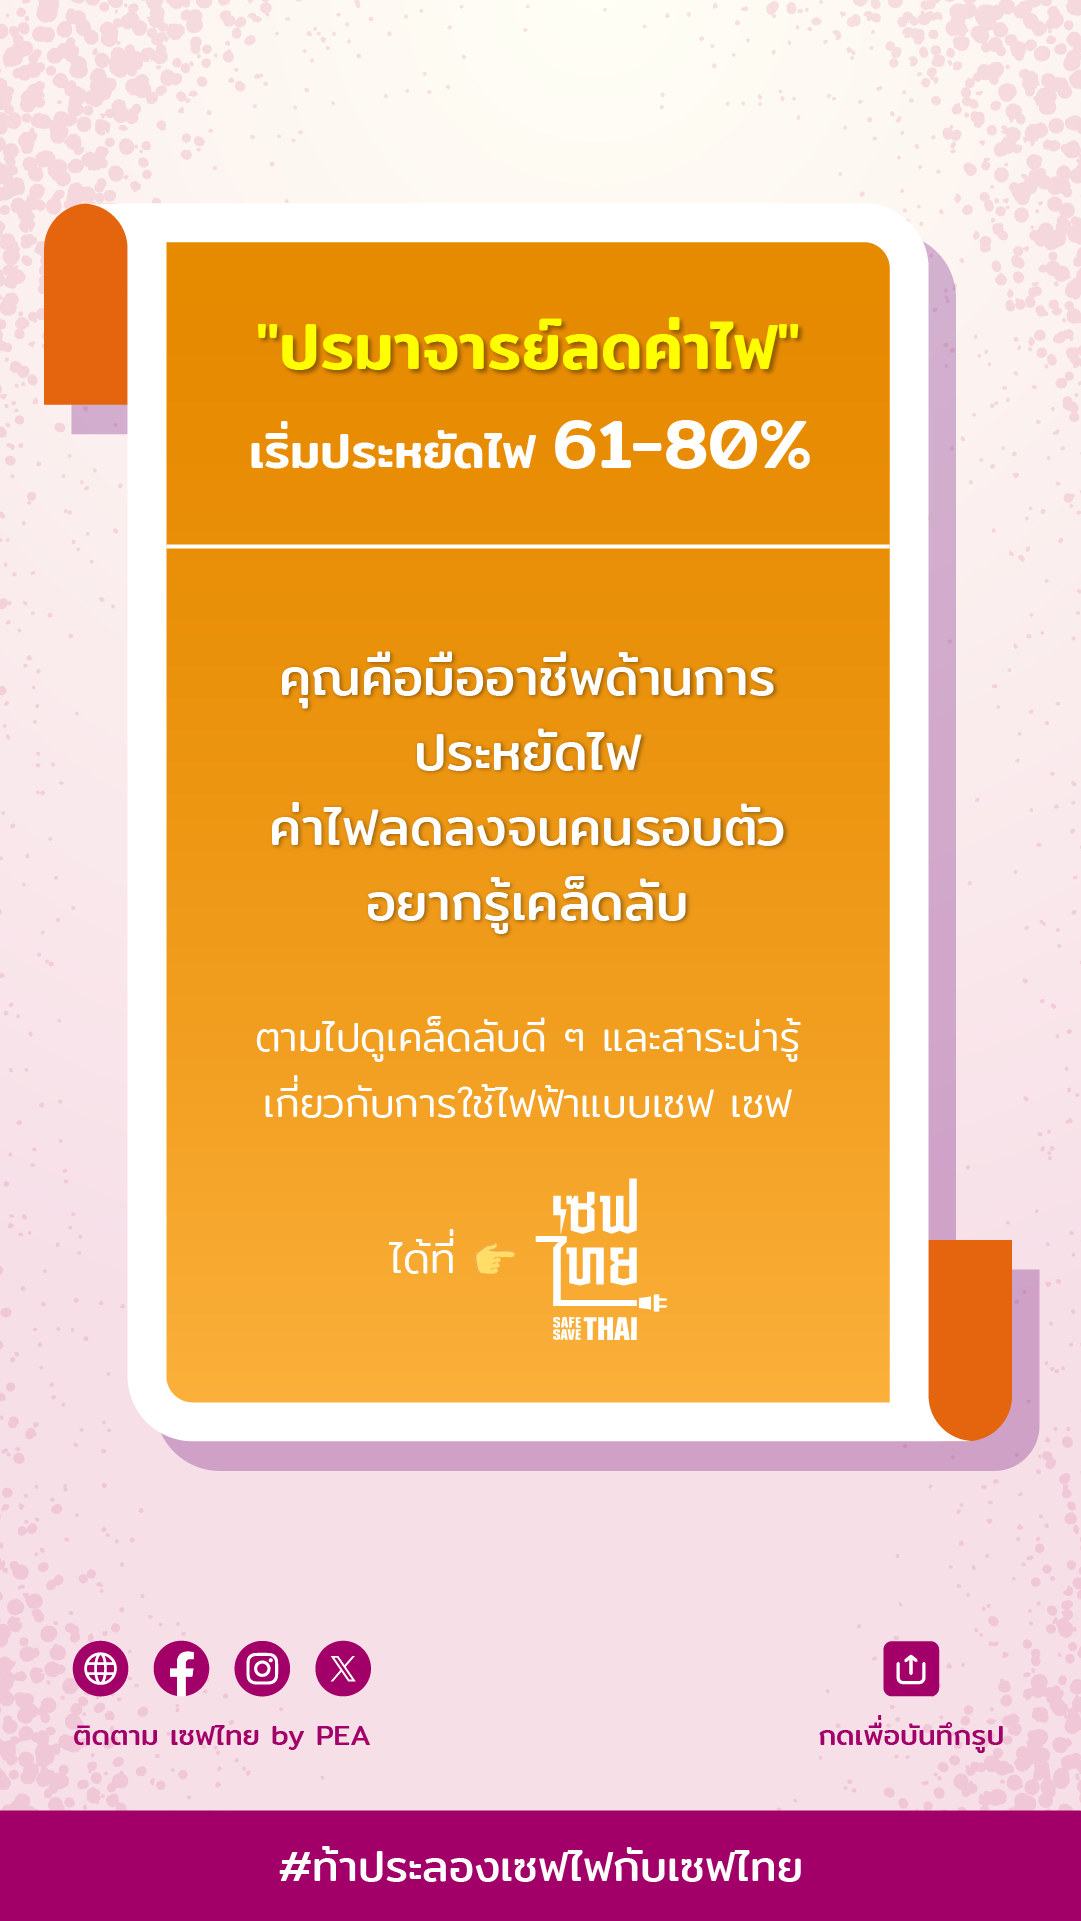 "ปรมาจารย์ลดค่าไฟ"
เริ่มประหยัดไฟ 61-80%
คุณคือมืออาชีพด้านการ
ประหยัดไฟ
ค่าไฟลดลงจนคนรอบตัว
อยากรู้เคล็ดลับ
ตามไปดูเคล็ดลับดี ๆ และสาระน่ารู้
เกี่ยวกับการใช้ไฟฟ้าแบบเซฟ เซฟ
ได้ที่
เซฟ
ไทย
SAFE SAVE THAI
ติดตาม เซฟไทย by PEA
กดเพื่อบันทึกรูป
#ท้าประลองเซฟไฟกับเซฟไทย